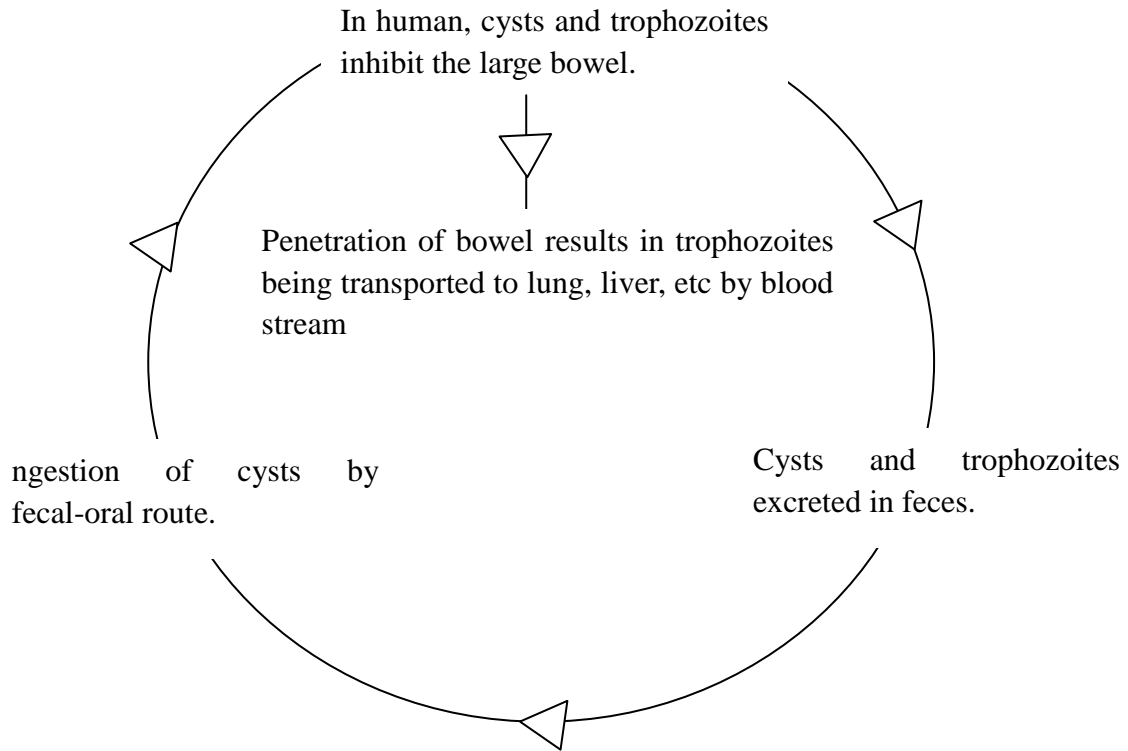 In human, cysts and trophozoites
inhibit the large bowel.
Penetration of bowel results in trophozoites
being transported to lung, liver, etc by blood
stream
ngestion of cysts by
fecal-oral route.
Cysts and trophozoites
excreted in feces.